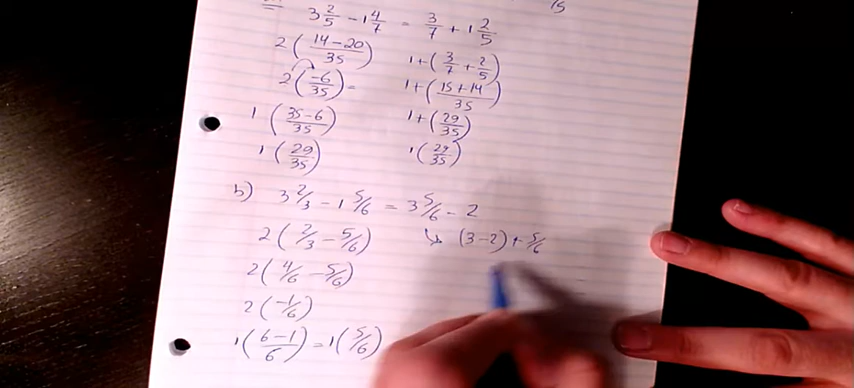 3 2/5 - 1 4/7 = 3/7 + 1 2/5
2 ( (14-20)/35 ) 1 + ( 3/7 + 2/5 )
2 ( -6/35 ) = 1 + ( (15+14)/35 )
1 ( (35-6)/35 ) 1 + ( 29/35 )
1 ( 29/35 ) 1 ( 29/35 )
b) 3 2/3 - 1 5/6 = 3 5/6 - 2
2 ( 2/3 - 5/6 ) ↳ (3-2) + 5/6
2 ( 4/6 - 5/6 )
2 ( -1/6 )
1 ( (6-1)/6 ) = 1 ( 5/6 )